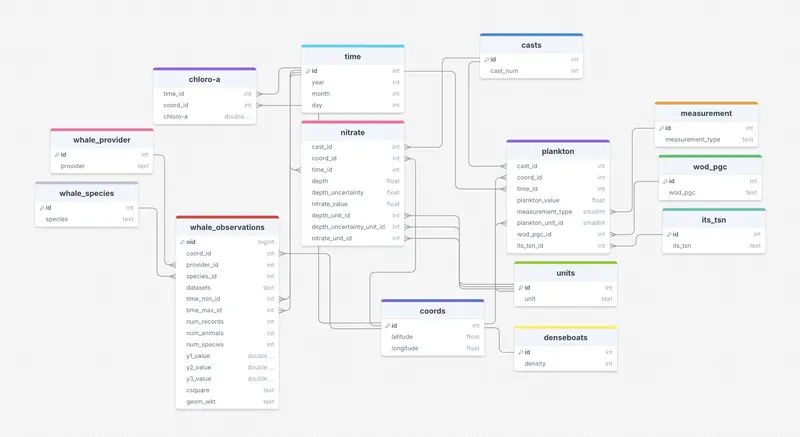 time
id int
year int
month int
day int
casts
id int
cast_num int
chloro-a
time_id int
coord_id int
chloro-a double ...
measurement
id int
measurement_type text
nitrate
cast_id int
coord_id int
time_id int
depth float
depth_uncertainty float
nitrate_value float
depth_unit_id int
depth_uncertainty_unit_id int
nitrate_unit_id int
whale_provider
id int
provider text
plankton
cast_id int
coord_id int
time_id int
plankton_value float
measurement_type smallint
plankton_unit_id smallint
wod_pgc_id int
its_tsn_id int
wod_pgc
id int
wod_pgc text
whale_species
id int
species text
its_tsn
id int
its_tsn text
whale_observations
oid bigint
coord_id int
provider_id int
species_id int
datasets text
time_min_id int
time_max_id int
num_records int
num_animals int
num_species int
y1_value double ...
y2_value double ...
y3_value double ...
csquare text
geom_wkt text
units
id int
unit text
coords
id int
latitude float
longitude float
denseboats
id int
density int